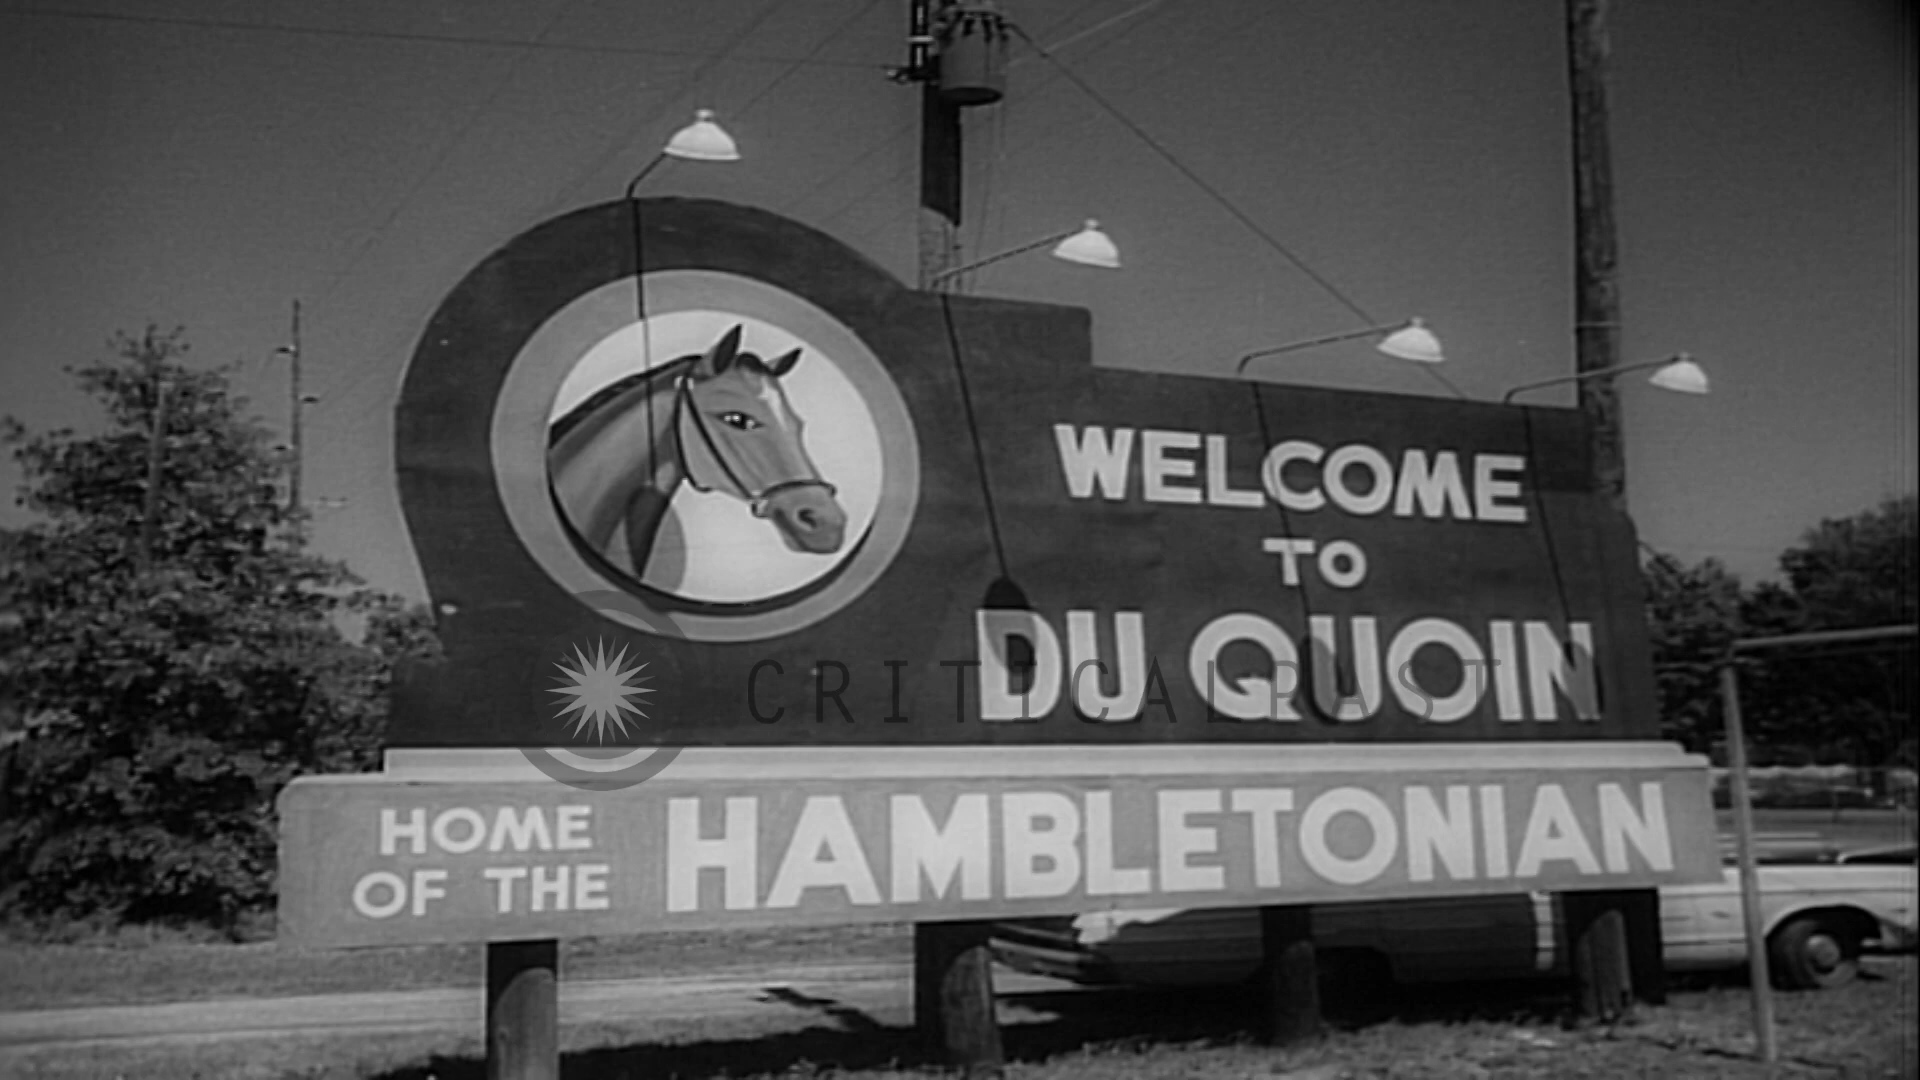 WELCOME
TO
DU QUOIN
CRITICALPAST
HOME
OF THE
HAMBLETONIAN